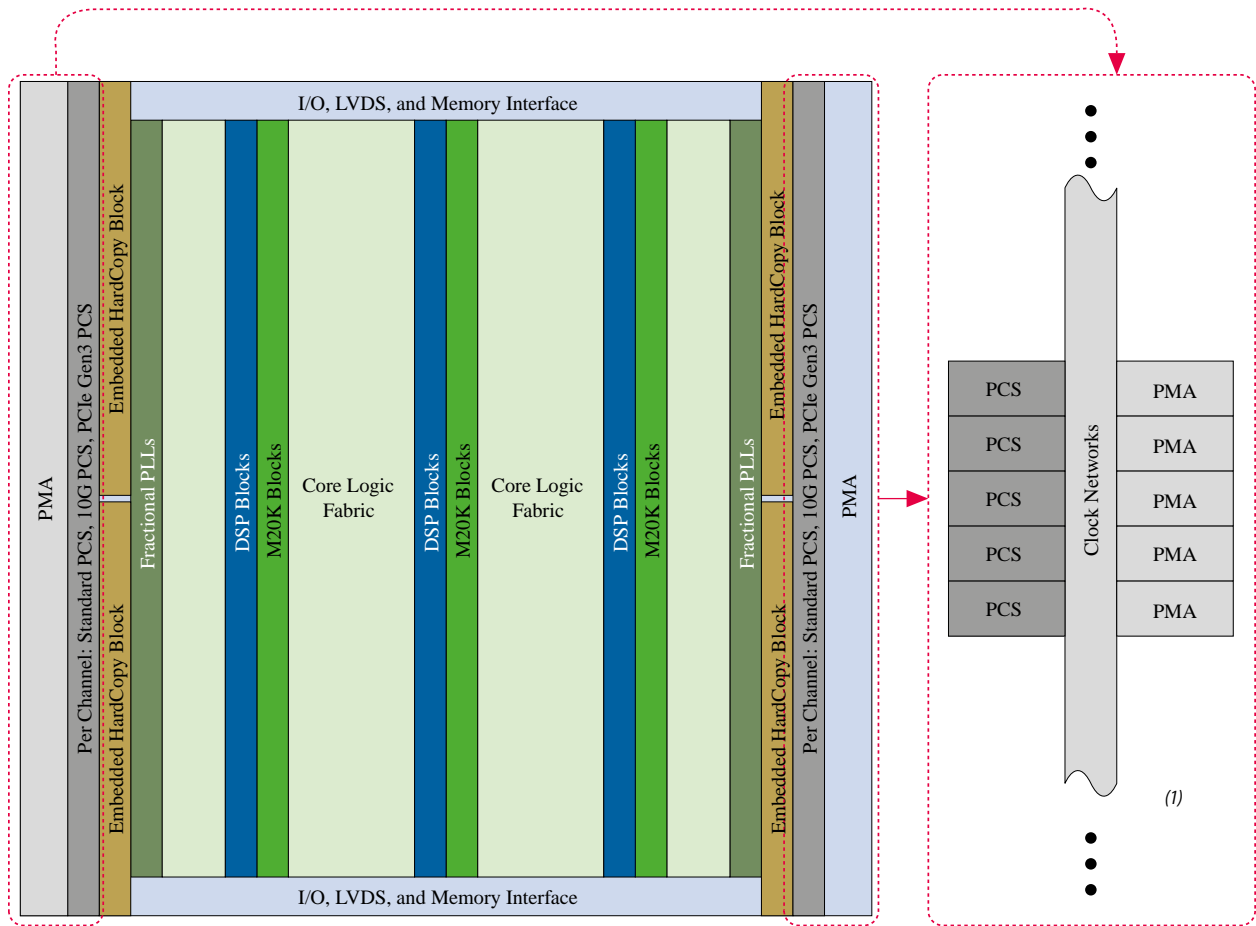 I/O, LVDS, and Memory Interface
PMA
Per Channel: Standard PCS, 10G PCS, PCIe Gen3 PCS
Embedded HardCopy Block
Embedded HardCopy Block
Fractional PLLs
DSP Blocks
M20K Blocks
Core Logic
Fabric
DSP Blocks
M20K Blocks
Core Logic
Fabric
DSP Blocks
M20K Blocks
Fractional PLLs
Embedded HardCopy Block
Embedded HardCopy Block
Per Channel: Standard PCS, 10G PCS, PCIe Gen3 PCS
PMA
I/O, LVDS, and Memory Interface
PCS
PCS
PCS
PCS
PCS
Clock Networks
PMA
PMA
PMA
PMA
PMA
(1)